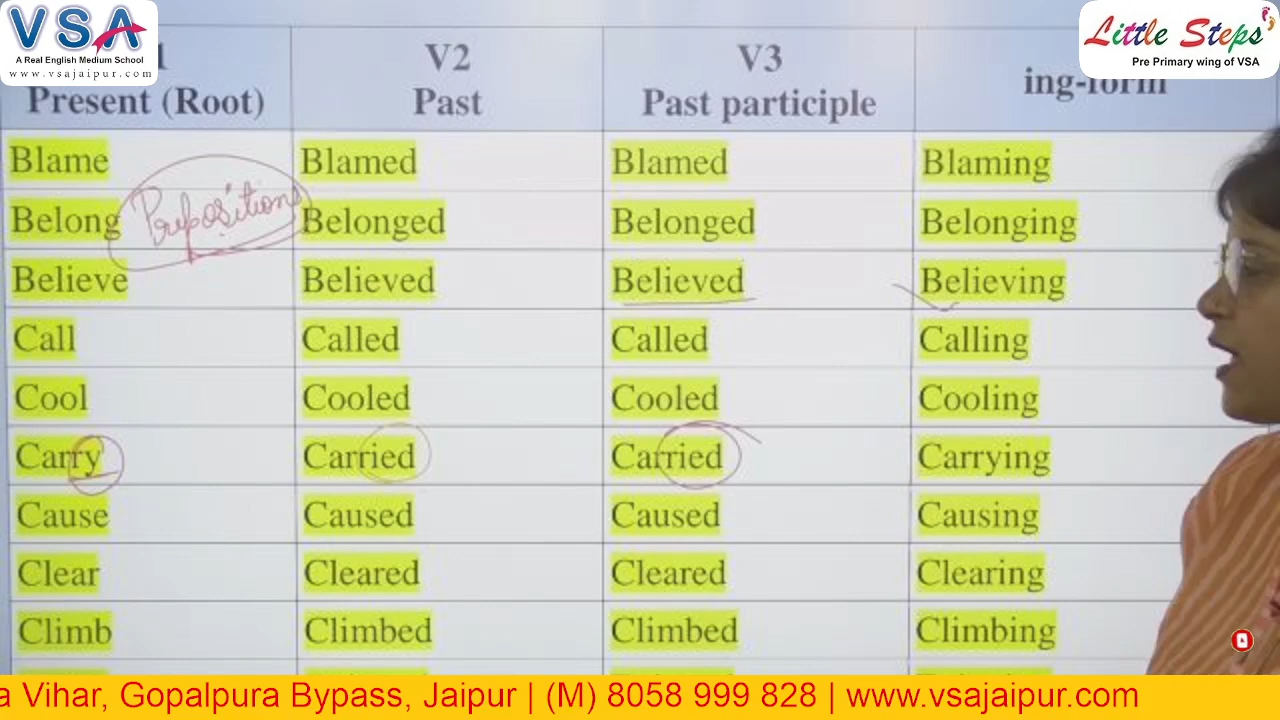 VSA
A Real English Medium School
www.vsajaipur.com
Little Steps
Pre Primary wing of VSA
1 V2 V3 ing-form
Present (Root) Past Past participle
Blame Blamed Blamed Blaming
Prepositions
Belong Belonged Belonged Belonging
Believe Believed Believed Believing
Call Called Called Calling
Cool Cooled Cooled Cooling
Carry Carried Carried Carrying
Cause Caused Caused Causing
Clear Cleared Cleared Clearing
Climb Climbed Climbed Climbing
a Vihar, Gopalpura Bypass, Jaipur | (M) 8058 999 828 | www.vsajaipur.com